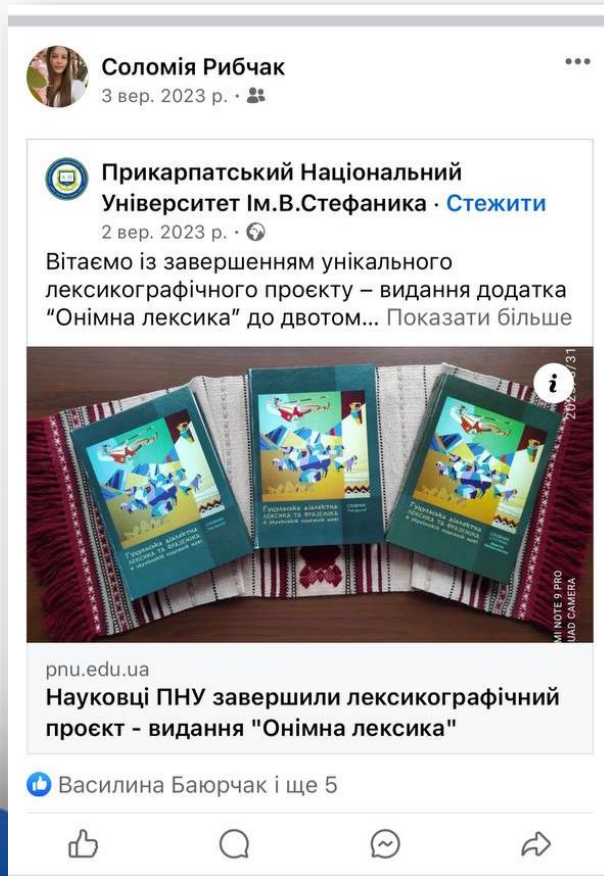 Соломія Рибчак
3 вер. 2023 р. ·
Прикарпатський Національний
Університет Ім.В.Стефаника · Стежити
2 вер. 2023 р. ·
Вітаємо із завершенням унікального
лексикографічного проєкту – видання додатка
“Онімна лексика” до двотом... Показати більше
Гуцульська діалектна
ЛЕКСИКА ТА ФРАЗЕМІКА
в українській художній мові
Гуцульська діалектна
ЛЕКСИКА ТА ФРАЗЕМІКА
в українській художній мові
СЛОВНИК
Гуцульська діалектна
ЛЕКСИКА ТА ФРАЗЕМІКА
в українській художній мові
СЛОВНИК
MI NOTE 9 PRO
UAD CAMERA
pnu.edu.ua
Науковці ПНУ завершили лексикографічний
проєкт - видання "Онімна лексика"
Василина Баюрчак і ще 5